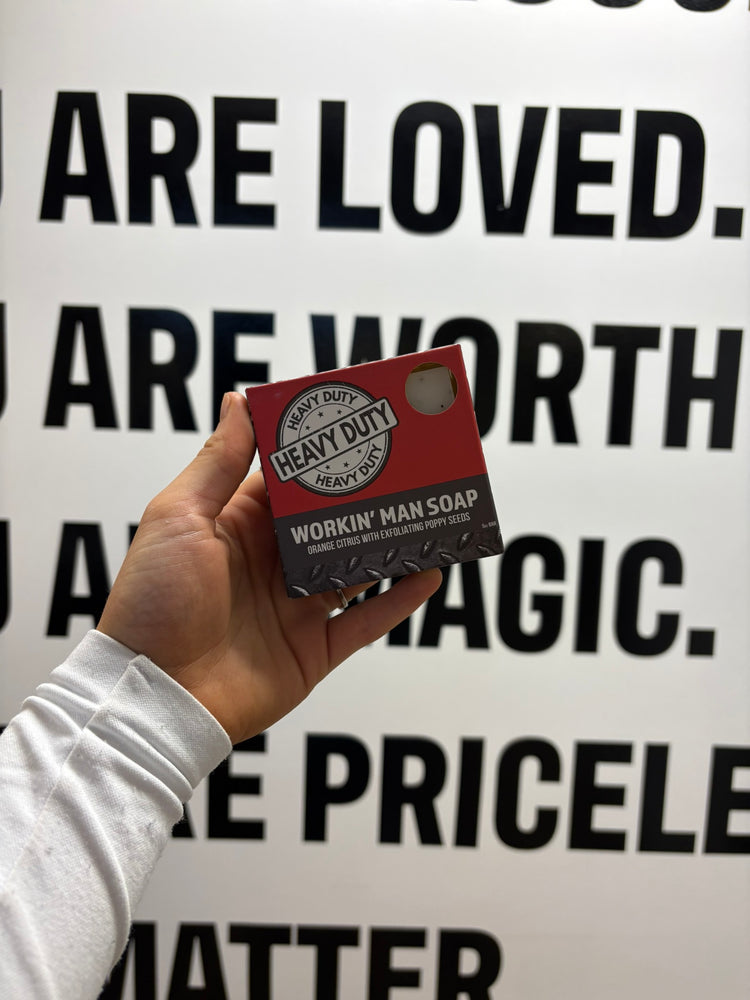 ARE LOVED.
ARE WORTH
HEAVY DUTY
HEAVY DUTY
HEAVY DUTY
WORKIN' MAN SOAP
ORANGE CITRUS WITH EXFOLIATING POPPY SEEDS
MAGIC.
PRICELE
MATTER